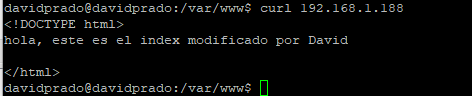 davidprado@davidprado:/var/www$ curl 192.168.1.188
<!DOCTYPE html>
hola, este es el index modificado por David

</html>
davidprado@davidprado:/var/www$